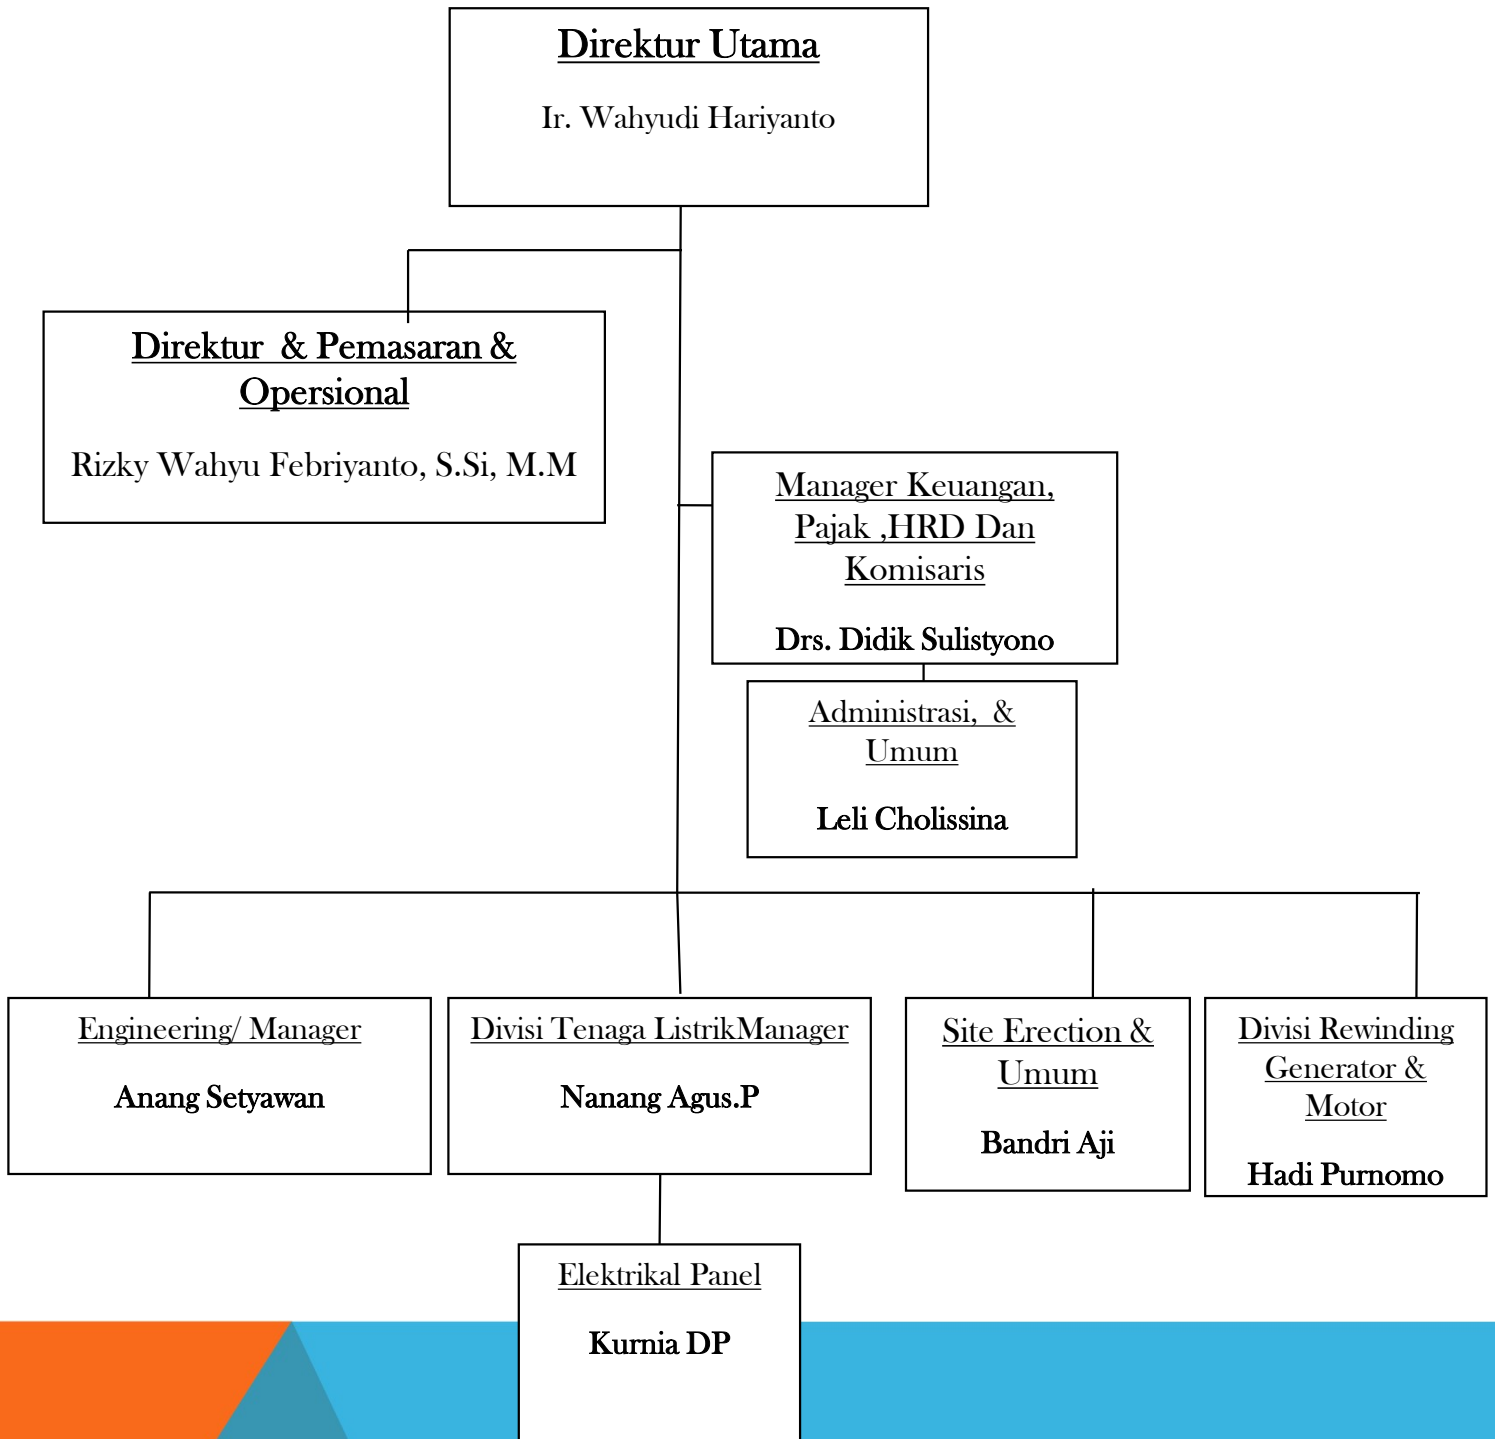 Direktur Utama
Ir. Wahyudi Hariyanto
Direktur & Pemasaran &
Opersional
Rizky Wahyu Febriyanto, S.Si, M.M
Manager Keuangan,
Pajak ,HRD Dan
Komisaris
Drs. Didik Sulistyono
Administrasi, &
Umum
Leli Cholissina
Engineering/ Manager
Anang Setyawan
Divisi Tenaga ListrikManager
Nanang Agus.P
Site Erection &
Umum
Bandri Aji
Divisi Rewinding
Generator &
Motor
Hadi Purnomo
Elektrikal Panel
Kurnia DP